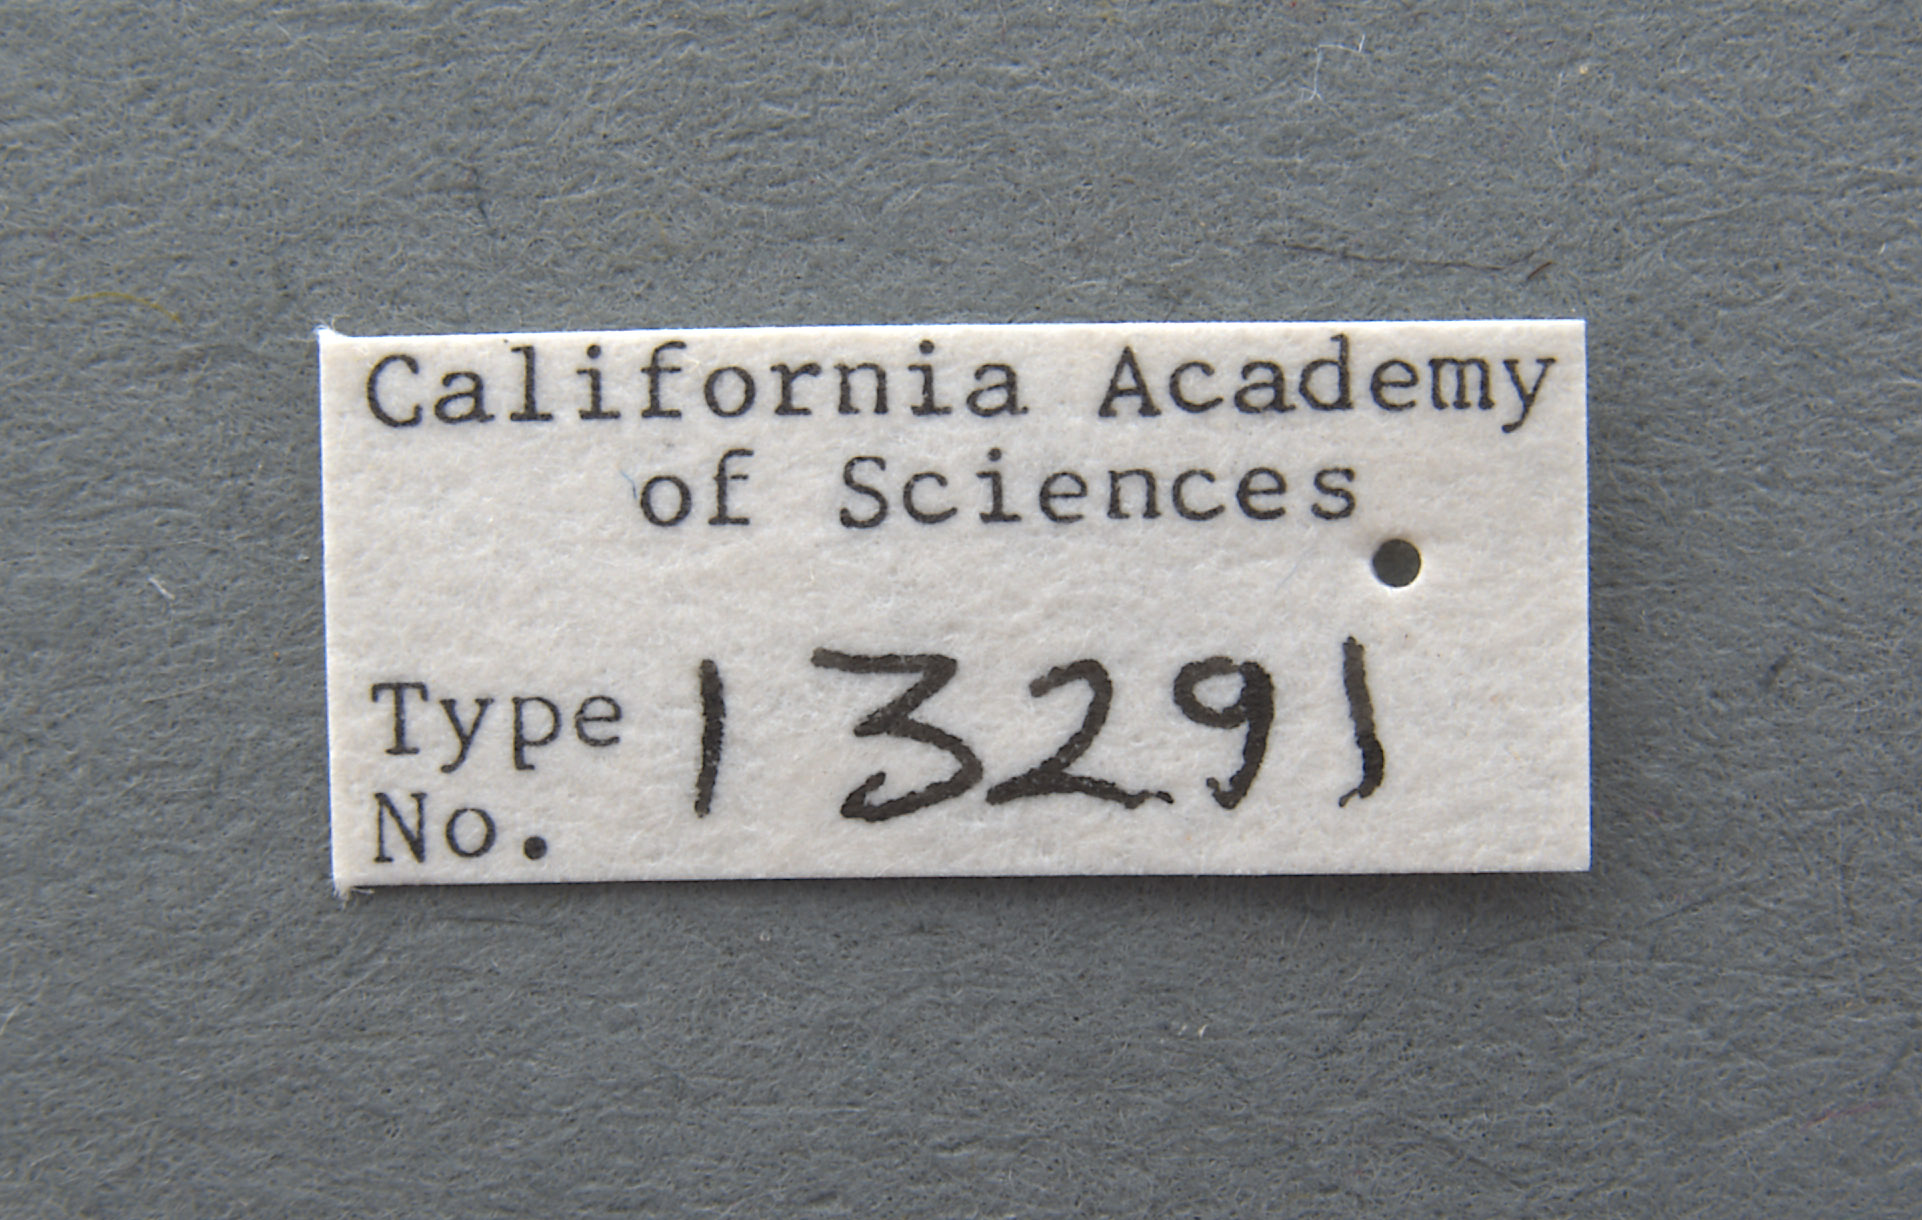 California Academy
of Sciences
Type 13291
No.